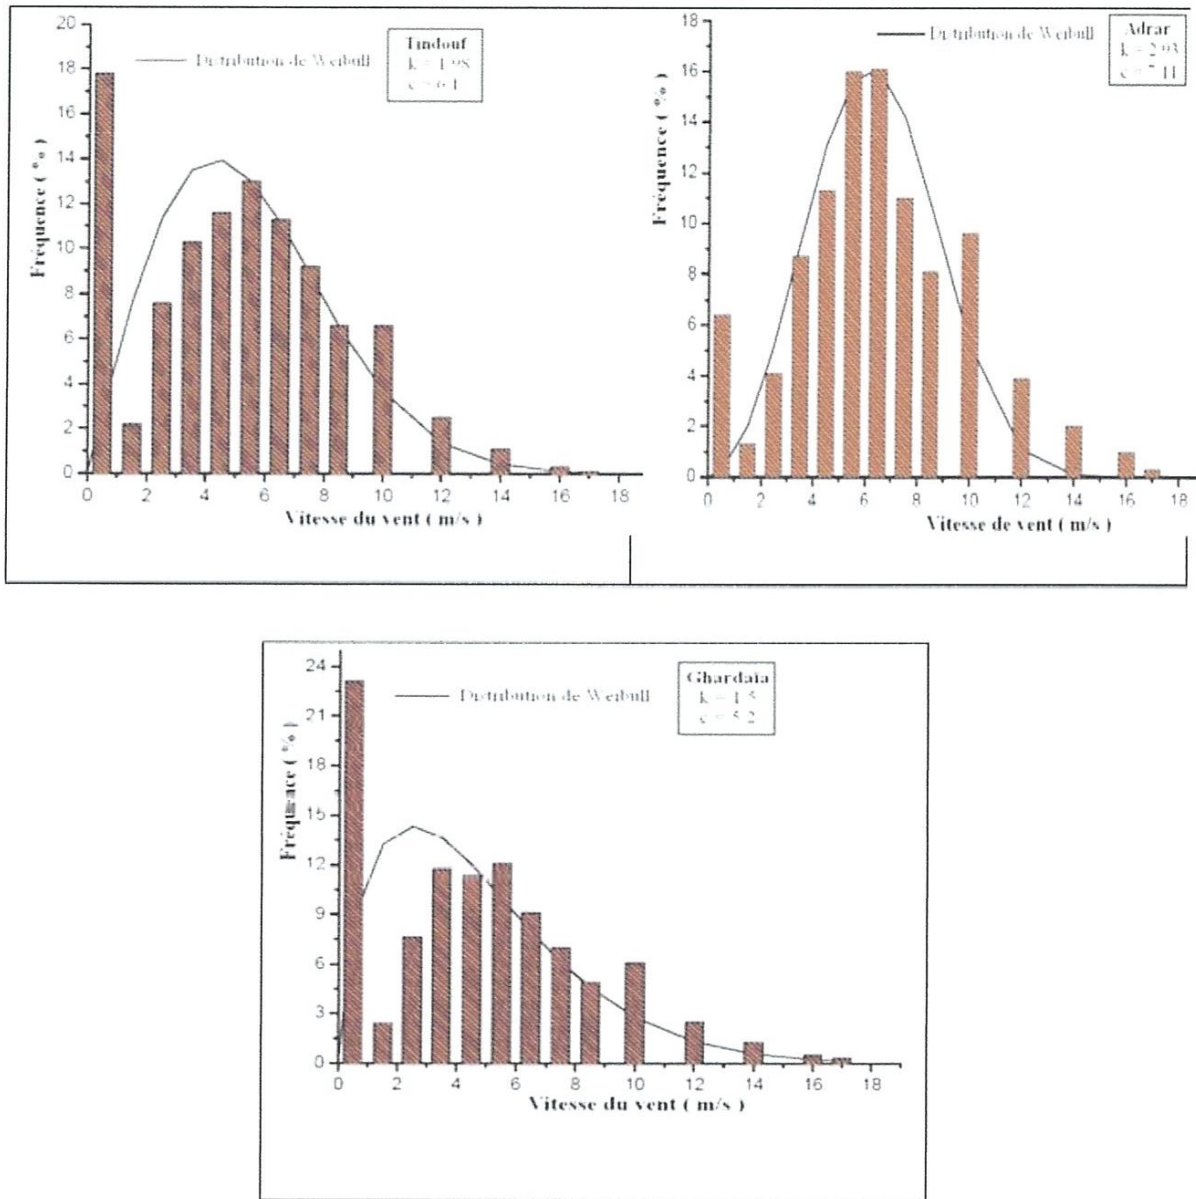 20
18
16
14
12
10
8
6
4
2
0
Fréquence ( % )
Distribution de Weibull
Tindouf
k = 1.98
0 2 4 6 8 10 12 14 16 18
Vitesse du vent ( m/s )
18
16
14
12
10
8
6
4
2
0
Fréquence ( % )
Distribution de Weibull
Adrar
k = 2.93
c = 7.11
0 2 4 6 8 10 12 14 16 18
Vitesse de vent ( m/s )
24
21
18
15
12
9
6
3
0
( % )
Distribution de Weibull
Ghardaïa
k = 1.5
c = 5.2
0 2 4 6 8 10 12 14 16 18
Vitesse du vent ( m/s )